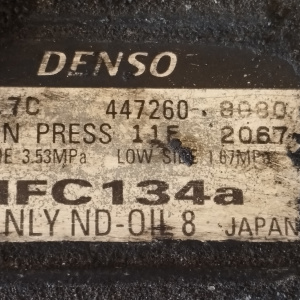 DENSO
7C 447260-8080
N PRESS 11F 2067
E 3.53MPa LOW SIDE 1.67MPa
HFC134a
NLY ND-OIL 8 JAPAN